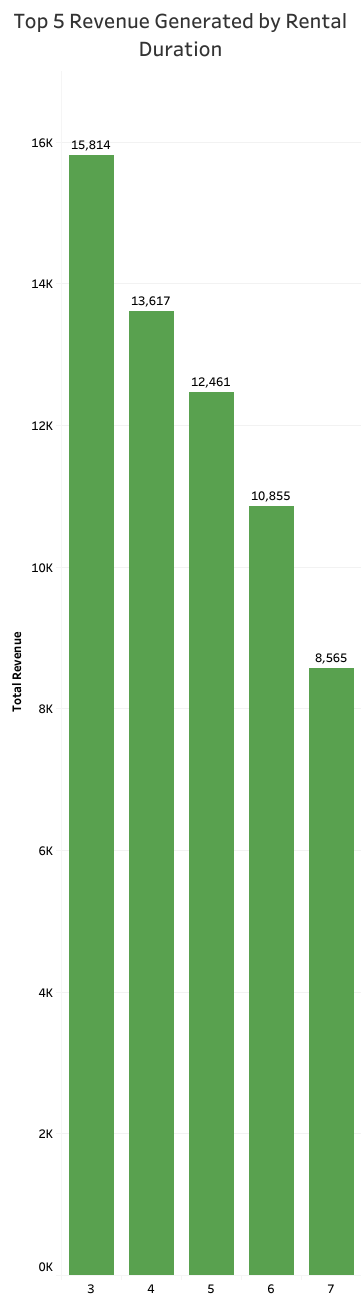 Top 5 Revenue Generated by Rental
Duration
16K
15,814
14K
13,617
12,461
12K
10,855
10K
8,565
Total Revenue
8K
6K
4K
2K
0K
3 4 5 6 7